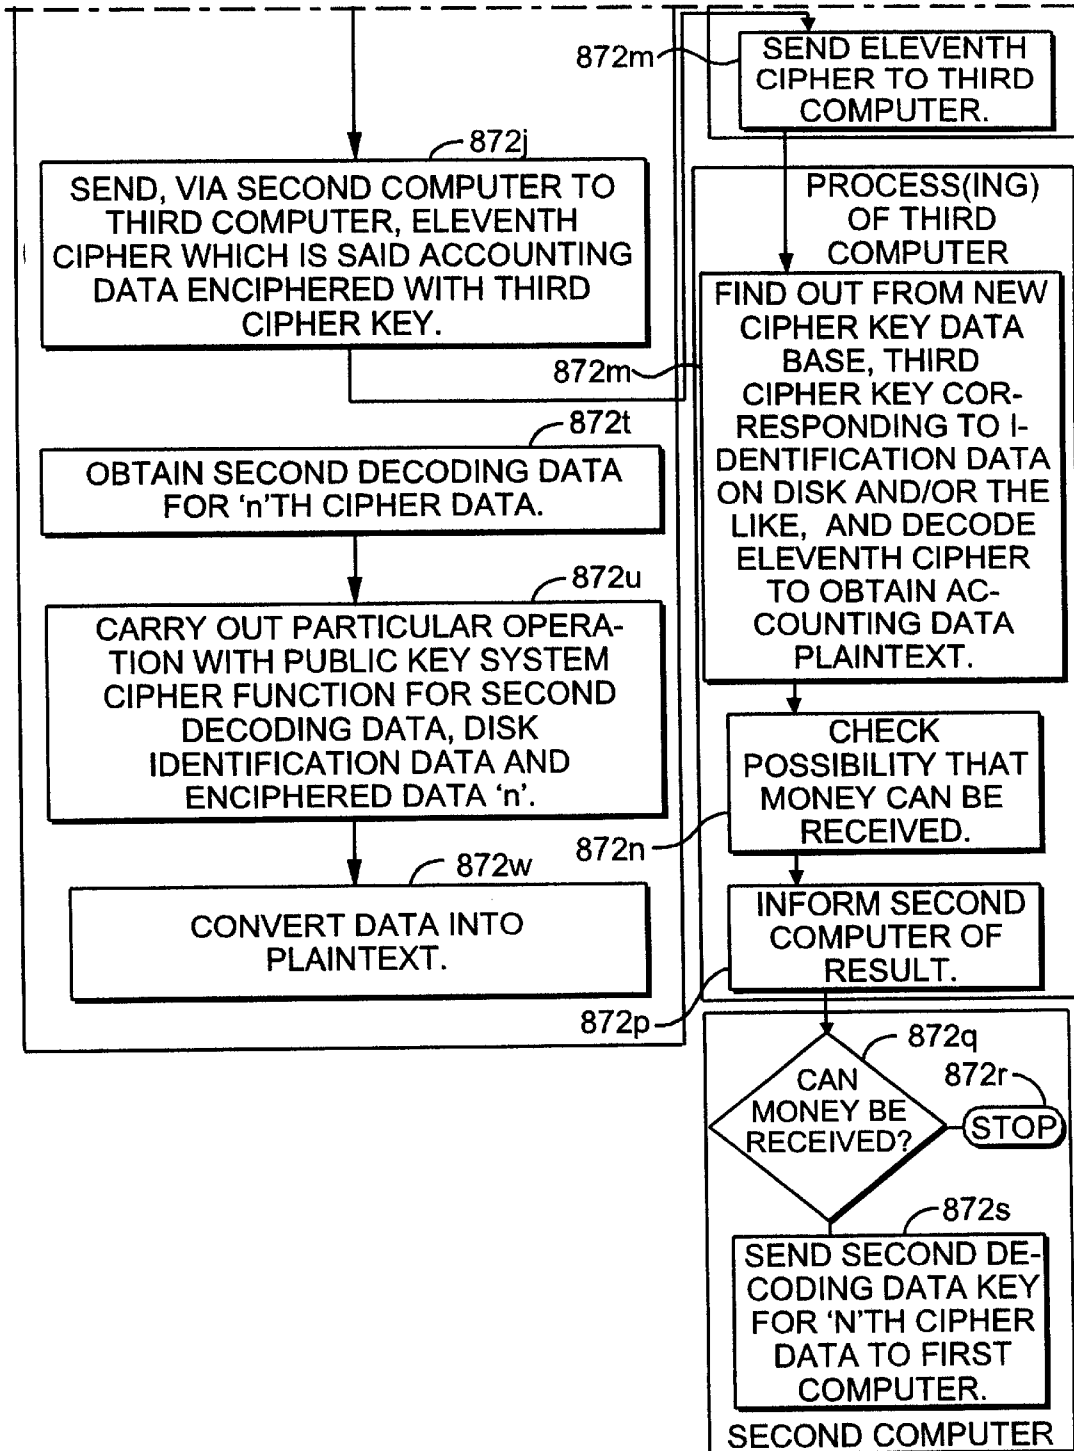 872m
SEND ELEVENTH
CIPHER TO THIRD
COMPUTER.
872j
SEND, VIA SECOND COMPUTER TO
THIRD COMPUTER, ELEVENTH
CIPHER WHICH IS SAID ACCOUNTING
DATA ENCIPHERED WITH THIRD
CIPHER KEY.
872t
OBTAIN SECOND DECODING DATA
FOR ‘n’TH CIPHER DATA.
872u
CARRY OUT PARTICULAR OPERA-
TION WITH PUBLIC KEY SYSTEM
CIPHER FUNCTION FOR SECOND
DECODING DATA, DISK
IDENTIFICATION DATA AND
ENCIPHERED DATA ‘n’.
872w
CONVERT DATA INTO
PLAINTEXT.
PROCESS(ING)
OF THIRD
COMPUTER
872m
FIND OUT FROM NEW
CIPHER KEY DATA
BASE, THIRD
CIPHER KEY COR-
RESPONDING TO I-
DENTIFICATION DATA
ON DISK AND/OR THE
LIKE, AND DECODE
ELEVENTH CIPHER
TO OBTAIN AC-
COUNTING DATA
PLAINTEXT.
CHECK
POSSIBILITY THAT
MONEY CAN BE
RECEIVED.
872n
INFORM SECOND
COMPUTER OF
RESULT.
872p
872q
CAN
MONEY BE
RECEIVED?
872r
STOP
872s
SEND SECOND DE-
CODING DATA KEY
FOR ‘N’TH CIPHER
DATA TO FIRST
COMPUTER.
SECOND COMPUTER